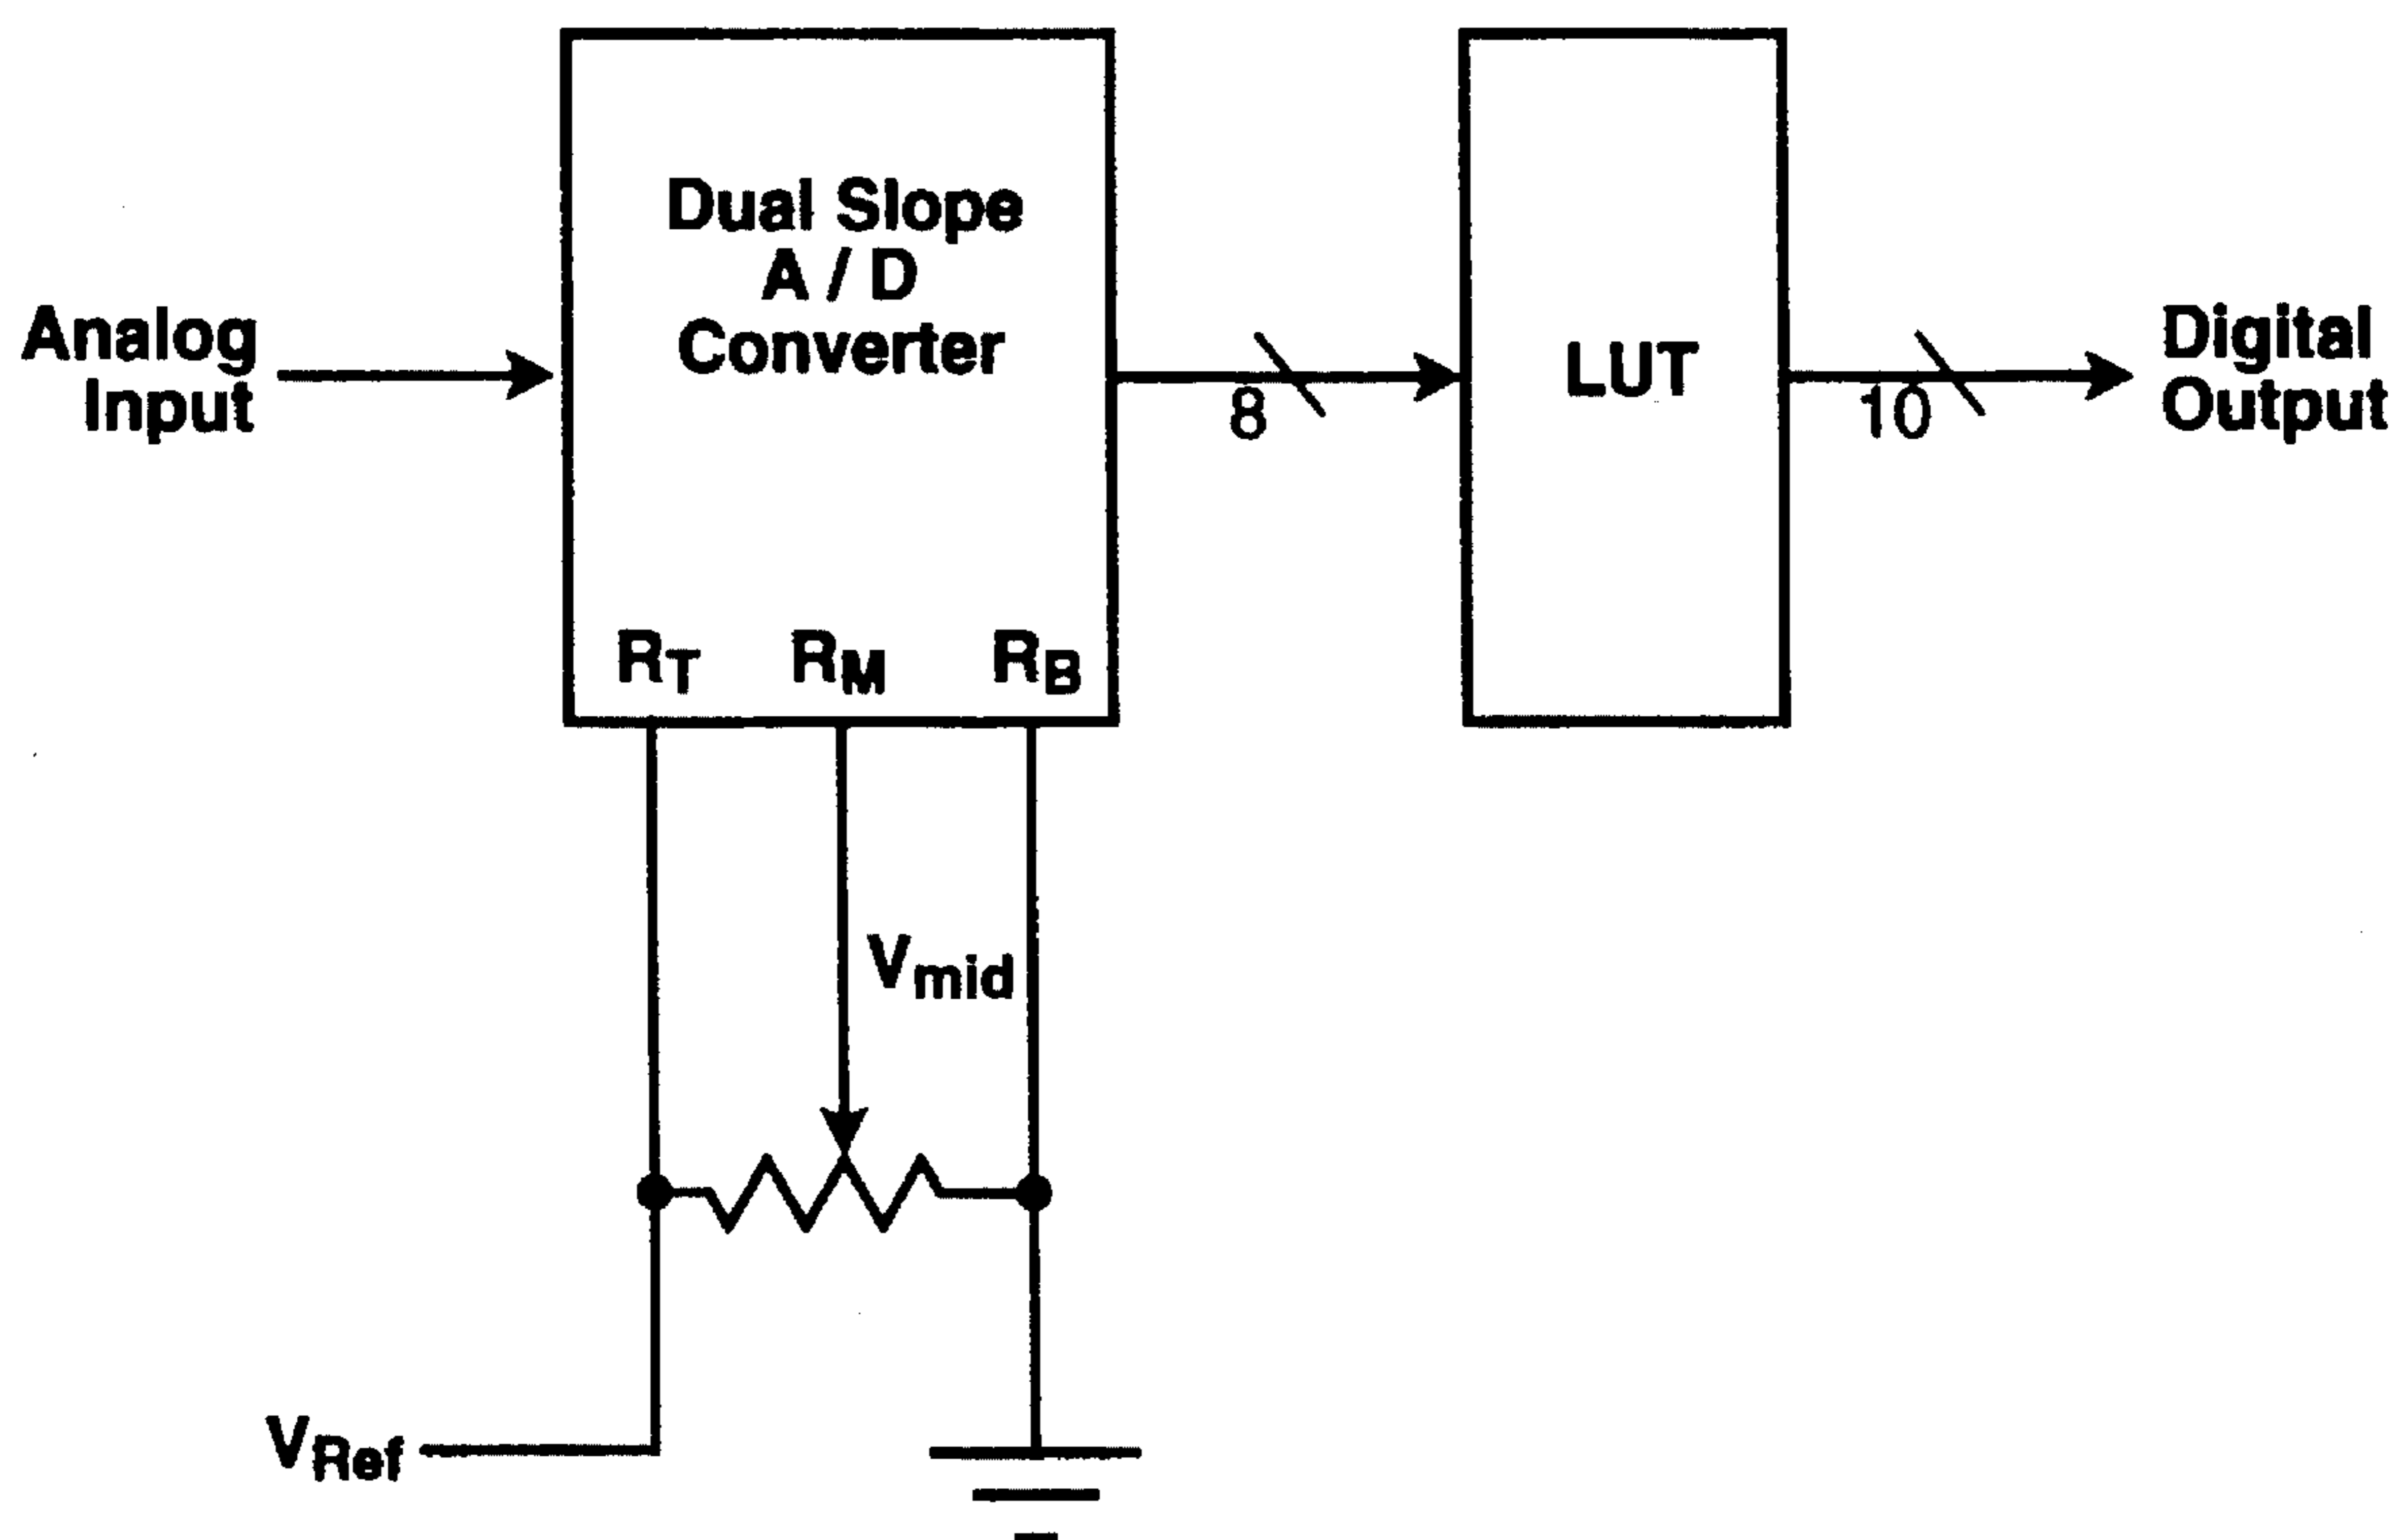 Analog
Input
Dual Slope
A / D
Converter
RT
RM
RB
8
LUT
10
Digital
Output
Vmid
VRef